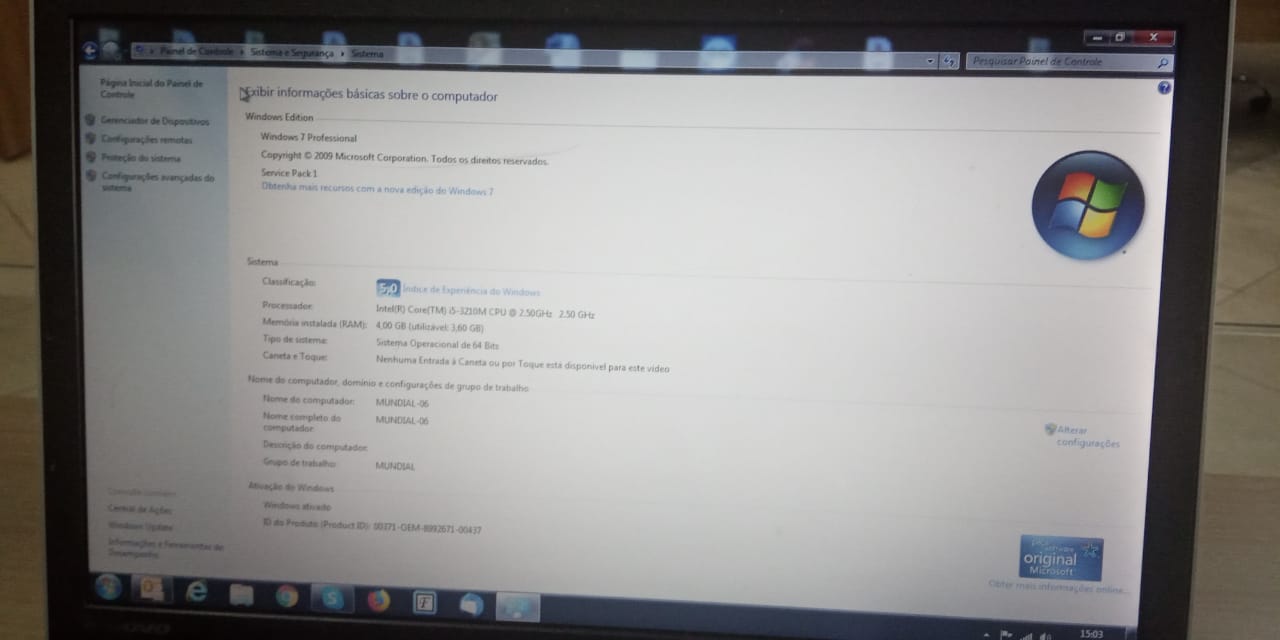 Painel de Controle ▸ Sistema e Segurança ▸ Sistema
Pesquisar Painel de Controle
Página Inicial do Painel de
Controle
Gerenciador de Dispositivos
Configurações remotas
Proteção do sistema
Configurações avançadas do
sistema
Exibir informações básicas sobre o computador
Windows Edition
Windows 7 Professional
Copyright © 2009 Microsoft Corporation. Todos os direitos reservados.
Service Pack 1
Obtenha mais recursos com a nova edição do Windows 7
Sistema
Classificação:
5,0 Índice de Experiência do Windows
Processador: Intel(R) Core(TM) i5-3210M CPU @ 2.50GHz 2.50 GHz
Memória instalada (RAM): 4,00 GB (utilizável: 3,60 GB)
Tipo de sistema: Sistema Operacional de 64 Bits
Caneta e Toque: Nenhuma Entrada à Caneta ou por Toque está disponível para este vídeo
Nome do computador, domínio e configurações de grupo de trabalho
Nome do computador: MUNDIAL-06
Nome completo do MUNDIAL-06
computador:
Descrição do computador:
Grupo de trabalho: MUNDIAL
Alterar
configurações
Ativação do Windows
Windows ativado
ID do Produto (Product ID): 00371-OEM-8992671-00437
Consulte também
Central de Ações
Windows Update
Informações e Ferramentas de
Desempenho
peça
software
original
Microsoft
Obter mais informações online...
15:03